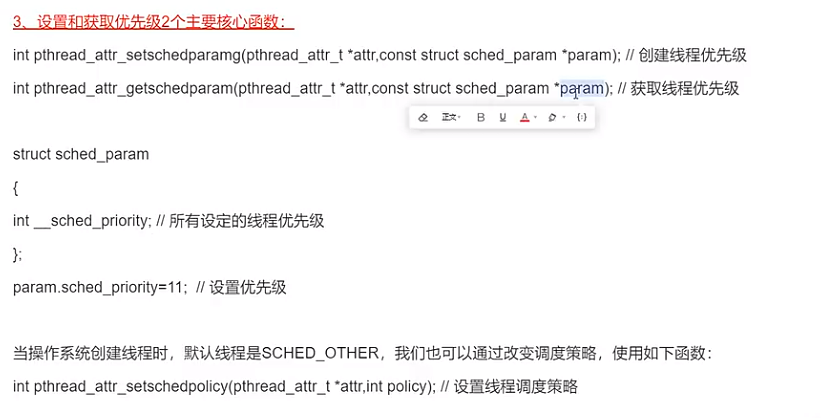 3、设置和获取优先级2个主要核心函数：
int pthread_attr_setschedparamg(pthread_attr_t *attr,const struct sched_param *param); // 创建线程优先级
int pthread_attr_getschedparam(pthread_attr_t *attr,const struct sched_param *param); // 获取线程优先级
正文 B U A
struct sched_param
{
int __sched_priority; // 所有设定的线程优先级
};
param.sched_priority=11; // 设置优先级
当操作系统创建线程时，默认线程是SCHED_OTHER，我们也可以通过改变调度策略，使用如下函数：
int pthread_attr_setschedpolicy(pthread_attr_t *attr,int policy); // 设置线程调度策略